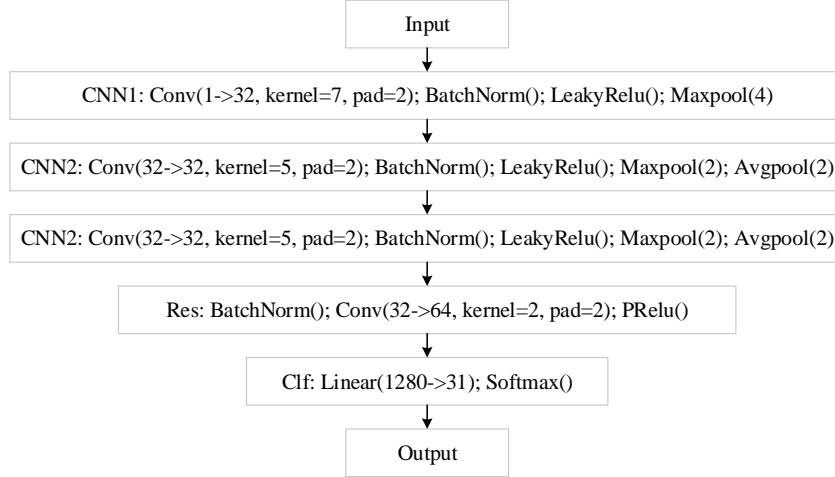 Input
CNN1: Conv(1->32, kernel=7, pad=2); BatchNorm(); LeakyRelu(); Maxpool(4)
CNN2: Conv(32->32, kernel=5, pad=2); BatchNorm(); LeakyRelu(); Maxpool(2); Avgpool(2)
CNN2: Conv(32->32, kernel=5, pad=2); BatchNorm(); LeakyRelu(); Maxpool(2); Avgpool(2)
Res: BatchNorm(); Conv(32->64, kernel=2, pad=2); PRelu()
Clf: Linear(1280->31); Softmax()
Output